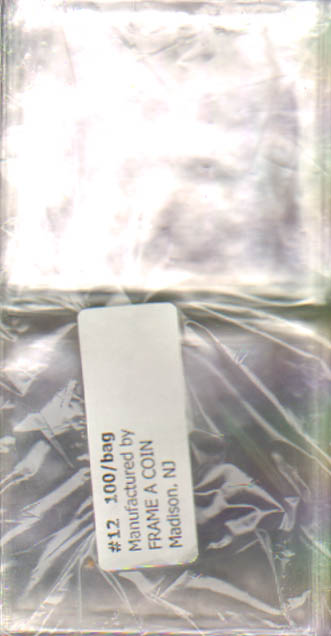 #12 100/bag
Manufactured by
FRAME A COIN
Madison, NJ